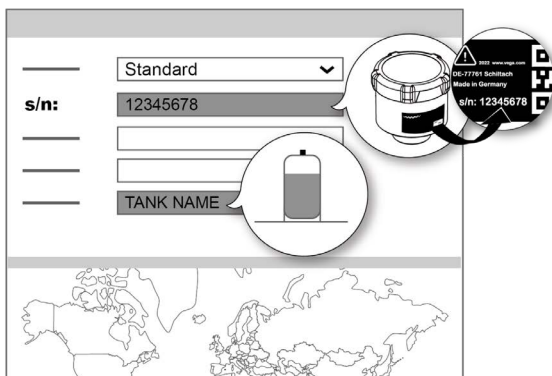 Standard
s/n:
12345678
TANK NAME
2022 www.vega.com
DE-77761 Schiltach
Made in Germany
s/n: 12345678